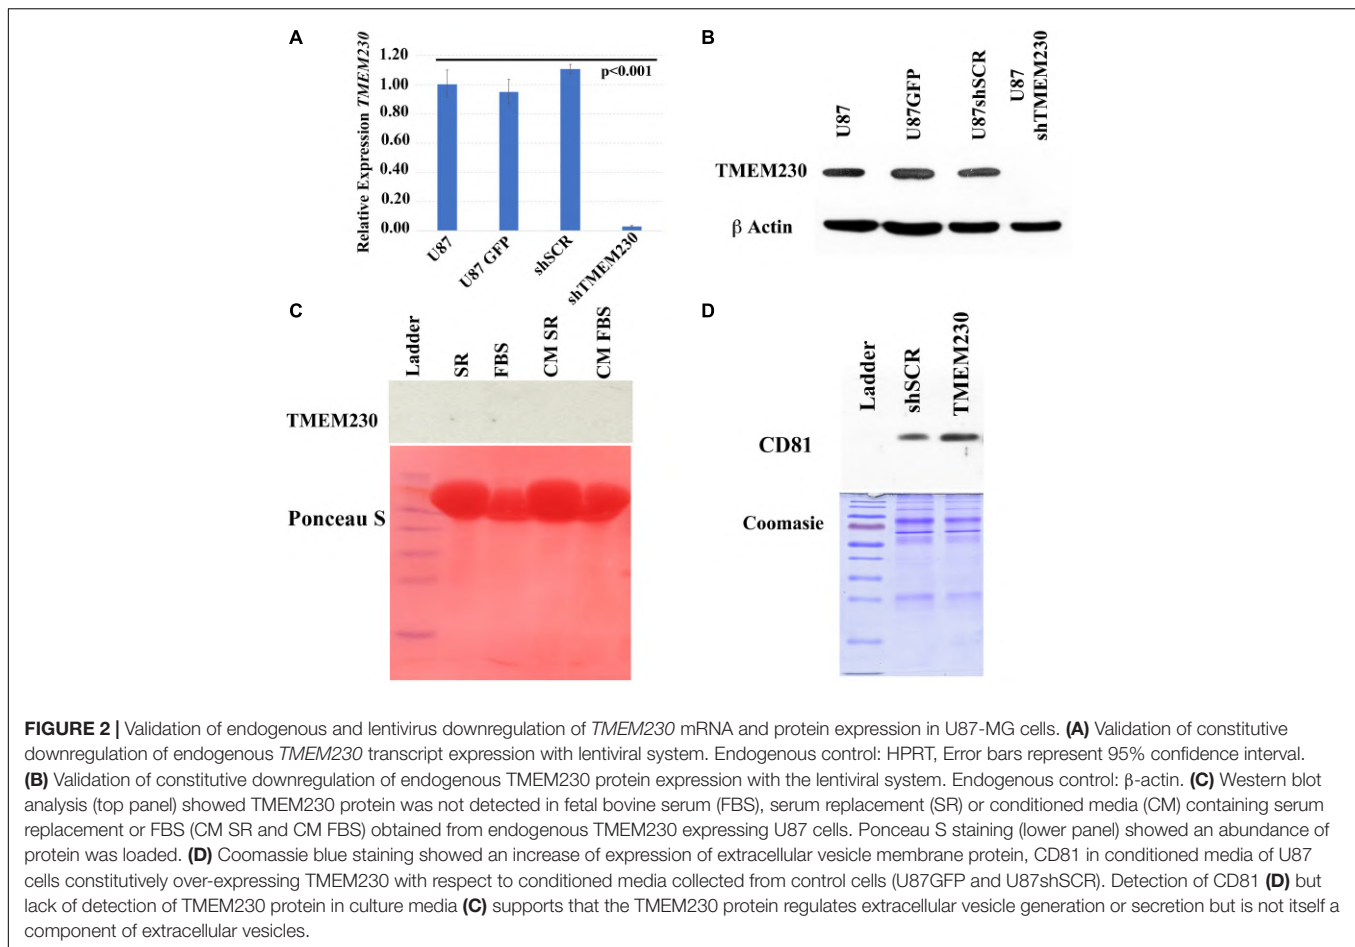 A
Relative Expression TMEM230
1.20
1.00
0.80
0.60
0.40
0.20
0.00
p<0.001
U87
U87 GFP
shSCR
shTMEM230
B
U87
U87GFP
U87shSCR
U87
shTMEM230
TMEM230
β Actin
C
Ladder
SR
FBS
CM SR
CM FBS
TMEM230
Ponceau S
D
Ladder
shSCR
TMEM230
CD81
Coomasie
FIGURE 2 | Validation of endogenous and lentivirus downregulation of TMEM230 mRNA and protein expression in U87-MG cells. (A) Validation of constitutive
downregulation of endogenous TMEM230 transcript expression with lentiviral system. Endogenous control: HPRT, Error bars represent 95% confidence interval.
(B) Validation of constitutive downregulation of endogenous TMEM230 protein expression with the lentiviral system. Endogenous control: β-actin. (C) Western blot
analysis (top panel) showed TMEM230 protein was not detected in fetal bovine serum (FBS), serum replacement (SR) or conditioned media (CM) containing serum
replacement or FBS (CM SR and CM FBS) obtained from endogenous TMEM230 expressing U87 cells. Ponceau S staining (lower panel) showed an abundance of
protein was loaded. (D) Coomassie blue staining showed an increase of expression of extracellular vesicle membrane protein, CD81 in conditioned media of U87
cells constitutively over-expressing TMEM230 with respect to conditioned media collected from control cells (U87GFP and U87shSCR). Detection of CD81 (D) but
lack of detection of TMEM230 protein in culture media (C) supports that the TMEM230 protein regulates extracellular vesicle generation or secretion but is not itself a
component of extracellular vesicles.